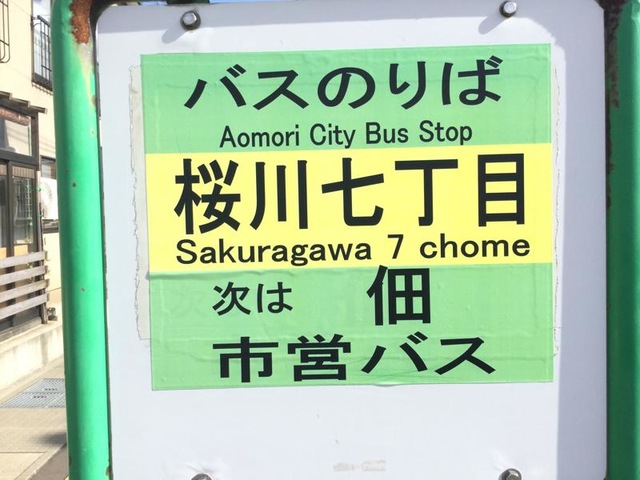 バスのりば
Aomori City Bus Stop
桜川七丁目
Sakuragawa 7 chome
次は 佃
市営バス